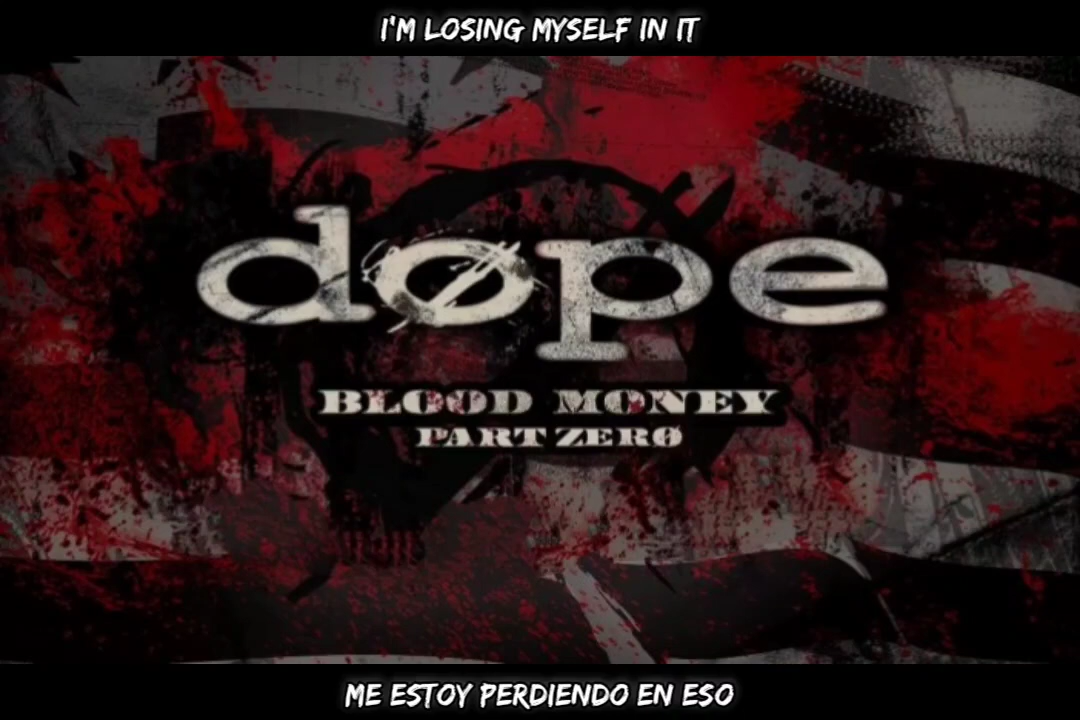 I'M LOSING MYSELF IN IT
døpe
BLOOD MONEY
PART ZERØ
ME ESTOY PERDIENDO EN ESO